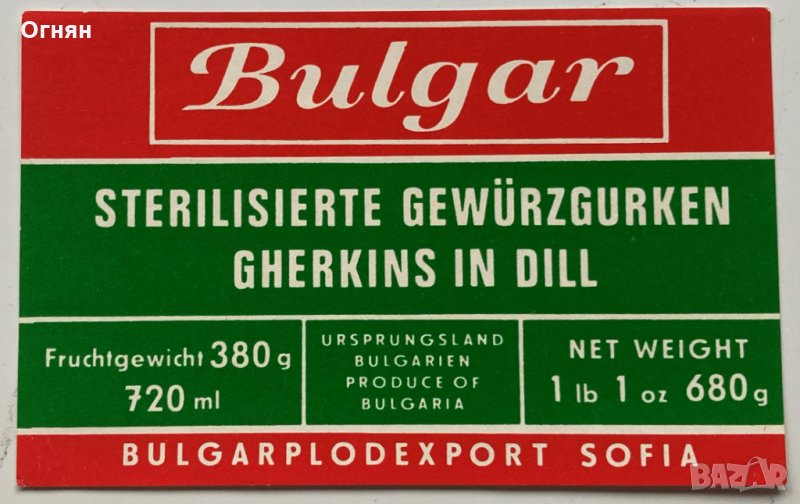 Огнян
Bulgar
STERILISIERTE GEWÜRZGURKEN
GHERKINS IN DILL
Fruchtgewicht 380 g
720 ml
URSPRUNGSLAND
BULGARIEN
PRODUCE OF
BULGARIA
NET WEIGHT
1 lb 1 oz 680 g
BULGARPLODEXPORT SOFIA
BAZAR